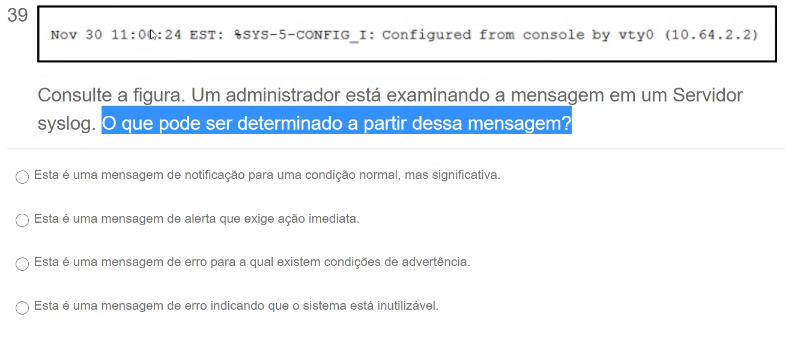 39
Nov 30 11:00:24 EST: %SYS-5-CONFIG_I: Configured from console by vty0 (10.64.2.2)
Consulte a figura. Um administrador está examinando a mensagem em um Servidor
syslog. O que pode ser determinado a partir dessa mensagem?
Esta é uma mensagem de notificação para uma condição normal, mas significativa.
Esta é uma mensagem de alerta que exige ação imediata.
Esta é uma mensagem de erro para a qual existem condições de advertência.
Esta é uma mensagem de erro indicando que o sistema está inutilizável.